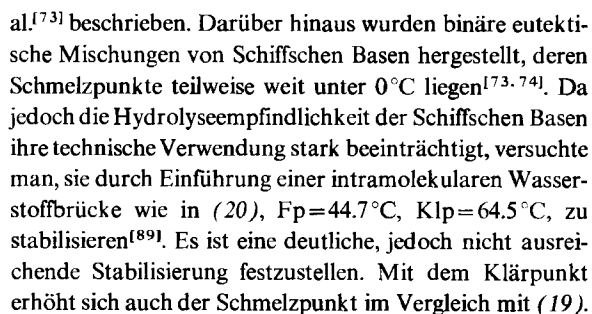 al.[73] beschrieben. Darüber hinaus wurden binäre eutekti-
sche Mischungen von Schiffschen Basen hergestellt, deren
Schmelzpunkte teilweise weit unter 0°C liegen[73.74]. Da
jedoch die Hydrolyseempfindlichkeit der Schiffschen Basen
ihre technische Verwendung stark beeinträchtigt, versuchte
man, sie durch Einführung einer intramolekularen Wasser-
stoffbrücke wie in (20), Fp=44.7°C, Klp=64.5°C, zu
stabilisieren[89]. Es ist eine deutliche, jedoch nicht ausrei-
chende Stabilisierung festzustellen. Mit dem Klärpunkt
erhöht sich auch der Schmelzpunkt im Vergleich mit (19).